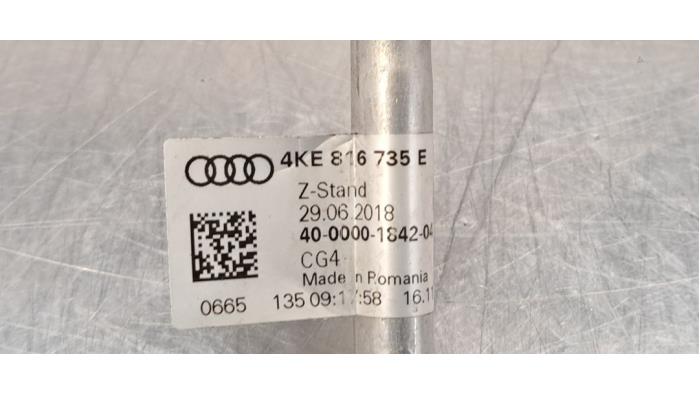 4KE 816 735 E
Z-Stand
29.06.2018
40-0000-1842-04
CG4
Made in Romania
0665 135 09:17:58 16.1